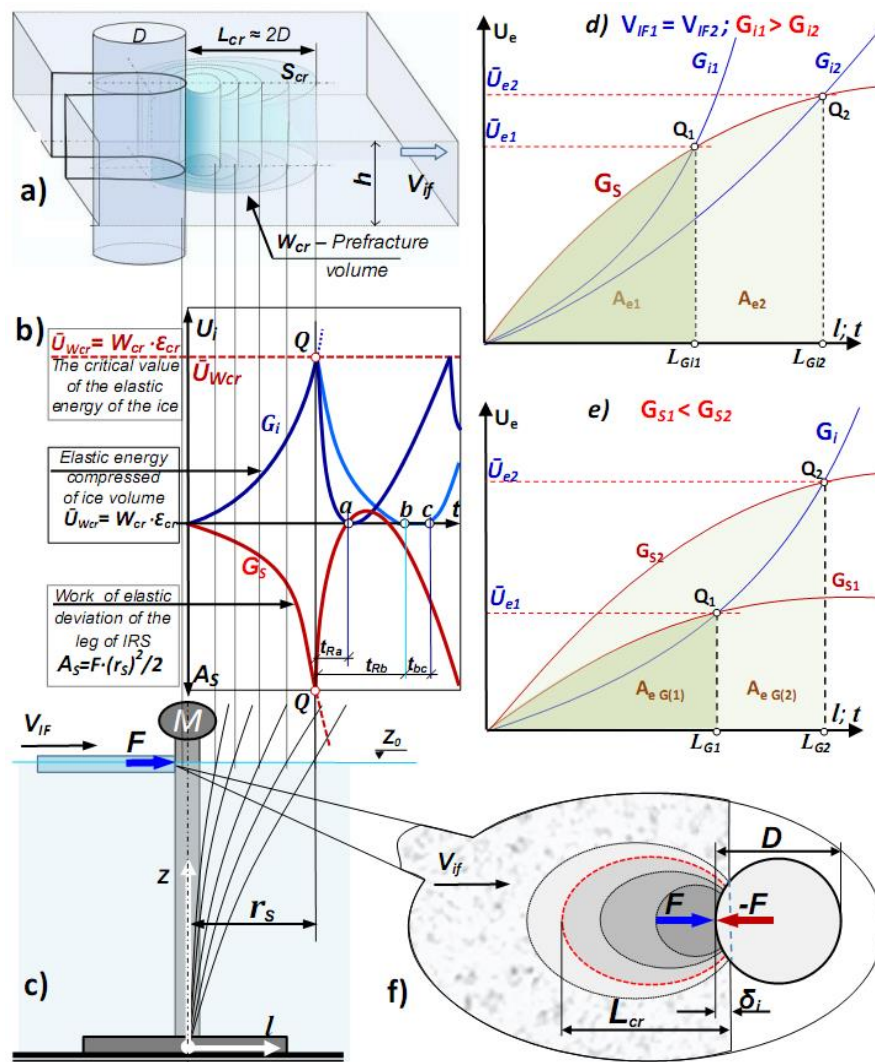 D
L_cr ≈ 2D
S_cr
a)
h
V_if
W_cr – Prefracture
volume
b)
U_i
Ū_Wcr = W_cr · Ɛ_cr
The critical value
of the elastic
energy of the ice
Q
Ū_Wcr
G_i
Elastic energy
compressed
of ice volume
Ū_Wcr = W_cr · Ɛ_cr
a
b
c
t
G_s
Work of elastic
deviation of the
leg of IRS
A_S=F·(r_S)²/2
t_Ra
t_Rb
t_bc
A_S
Q
M
V_IF
F
Z_0
z
r_s
c)
l
d) V_IF1 = V_IF2 ; G_i1 > G_i2
U_e
G_i1
G_i2
Ū_e2
Q_2
Ū_e1
Q_1
G_S
A_e1
A_e2
l; t
L_Gi1
L_Gi2
e) G_S1 < G_S2
U_e
G_i
Ū_e2
Q_2
G_S2
G_S1
Ū_e1
Q_1
A_e G(1)
A_e G(2)
l; t
L_G1
L_G2
D
V_if
F
-F
δ_i
L_cr
f)